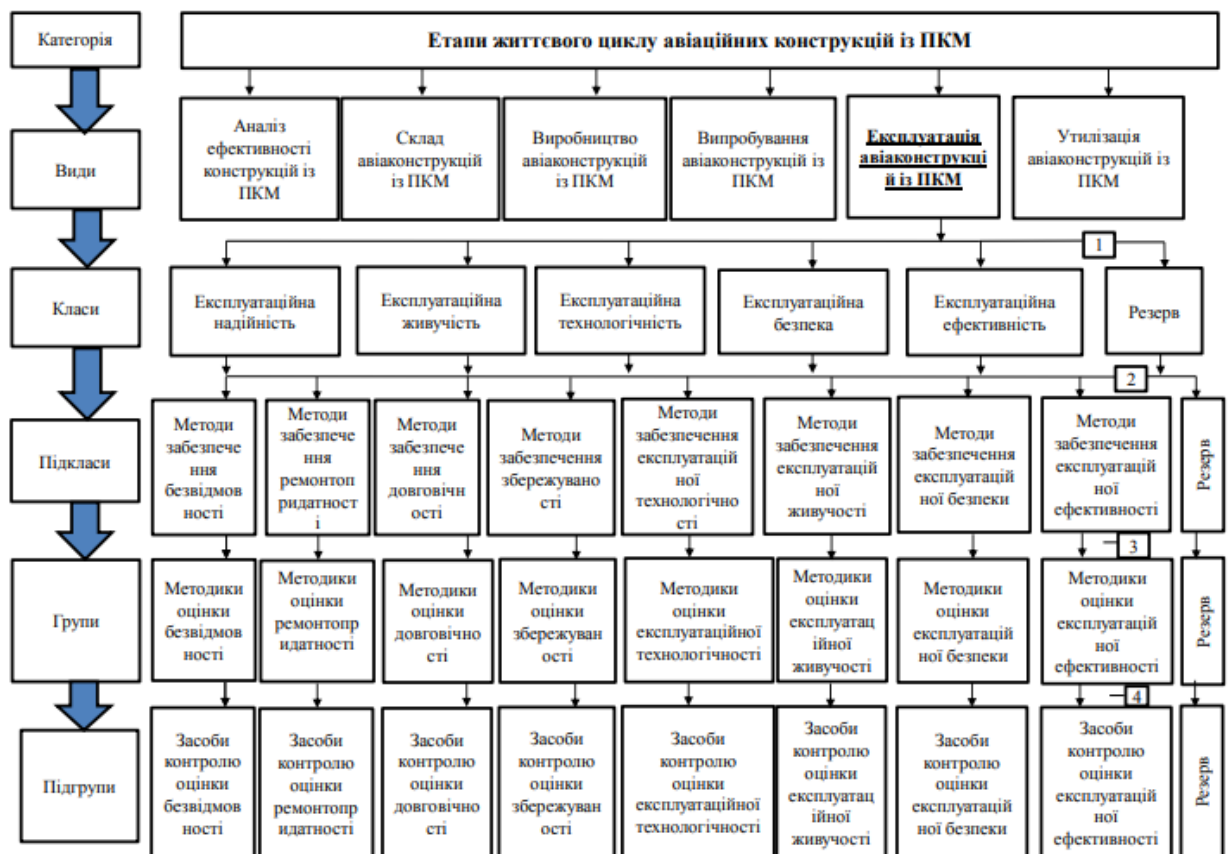 Категорія
Етапи життєвого циклу авіаційних конструкцій із ПКМ
Види
Аналіз
ефективності
конструкцій із
ПКМ
Склад
авіаконструкцій
із ПКМ
Виробництво
авіаконструкцій
із ПКМ
Випробування
авіаконструкцій
із ПКМ
Експлуатація
авіаконструкці
й із ПКМ
Утилізація
авіаконструкцій із
ПКМ
1
Класи
Експлуатаційна
надійність
Експлуатаційна
живучість
Експлуатаційна
технологічність
Експлуатаційна
безпека
Експлуатаційна
ефективність
Резерв
2
Підкласи
Методи
забезпече
ння
безвідмов
ності
Методи
забезпече
ння
ремонтоп
ридатност
і
Методи
забезпече
ння
довговічн
ості
Методи
забезпечення
збережувано
сті
Методи
забезпечення
експлуатацій
ної
технологічно
сті
Методи
забезпечення
експлуатацій
ної
живучості
Методи
забезпечення
експлуатацій
ної безпеки
Методи
забезпечення
експлуатацій
ної
ефективності
Резерв
3
Групи
Методики
оцінки
безвідмов
ності
Методики
оцінки
ремонтопр
идатності
Методики
оцінки
довговічно
сті
Методики
оцінки
збережуван
ості
Методики
оцінки
експлуатаційної
технологічності
Методики
оцінки
експлуатац
ійної
живучості
Методики
оцінки
експлуатацій
ної безпеки
Методики
оцінки
експлуатацій
ної
ефективності
Резерв
4
Підгрупи
Засоби
контролю
оцінки
безвідмов
ності
Засоби
контролю
оцінки
ремонтопр
идатності
Засоби
контролю
оцінки
довговічно
сті
Засоби
контролю
оцінки
збережуван
ості
Засоби
контролю
оцінки
експлуатаційної
технологічності
Засоби
контролю
оцінки
експлуатац
ійної
живучості
Засоби
контролю
оцінки
експлуатацій
ної безпеки
Засоби
контролю
оцінки
експлуатацій
ної
ефективності
Резерв